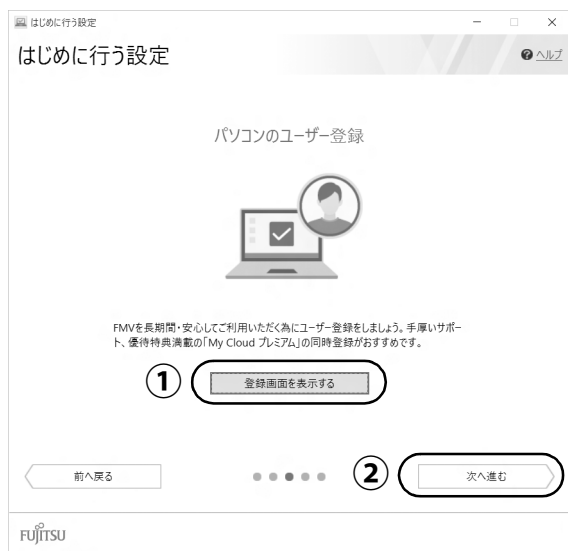 はじめに行う設定
はじめに行う設定
ヘルプ
パソコンのユーザー登録
FMVを長期間・安心してご利用いただく為にユーザー登録をしましょう。手厚いサポー
ト、優待特典満載の「My Cloud プレミアム」の同時登録がおすすめです。
① 登録画面を表示する
前へ戻る ② 次へ進む
FUJITSU